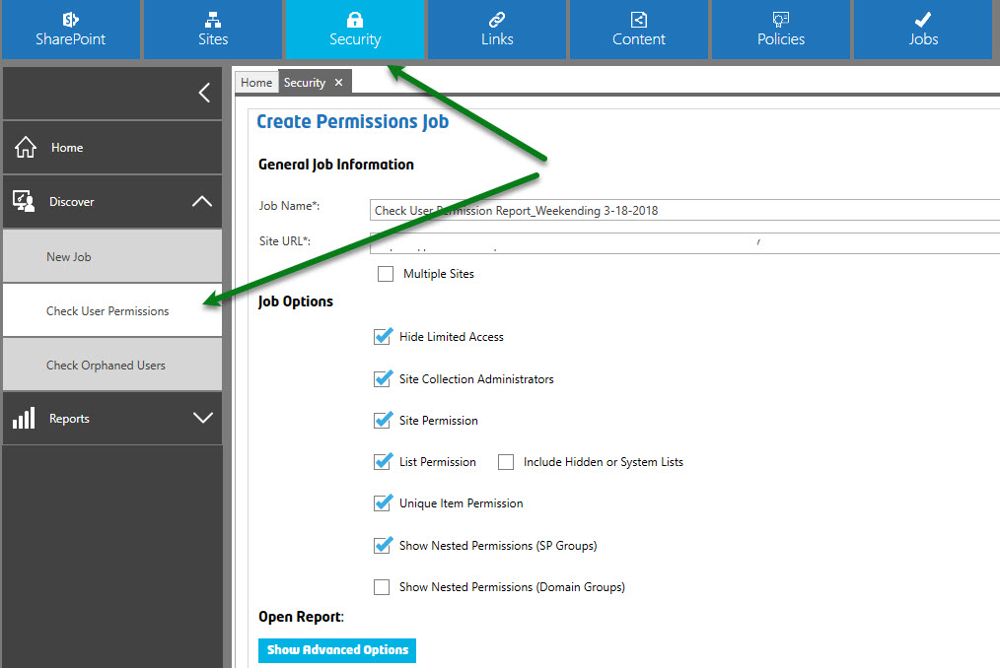 SharePoint Sites Security Links Content Policies Jobs
Home Security ×
Create Permissions Job
Home
General Job Information
Discover
Job Name*: Check User Permission Report_Weekending 3-18-2018
Site URL*: /
New Job
Multiple Sites
Check User Permissions
Job Options
Hide Limited Access
Check Orphaned Users
Site Collection Administrators
Reports
Site Permission
List Permission Include Hidden or System Lists
Unique Item Permission
Show Nested Permissions (SP Groups)
Show Nested Permissions (Domain Groups)
Open Report:
Show Advanced Options